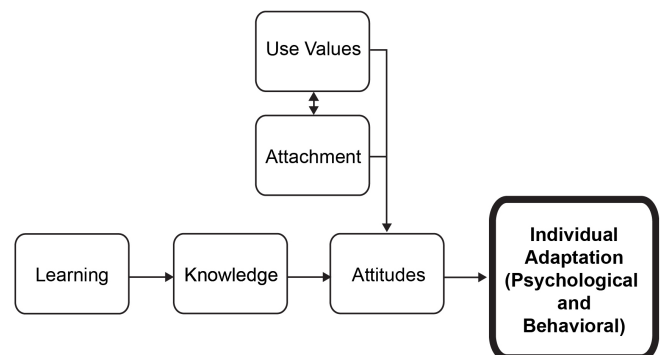 Use Values
Attachment
Learning
Knowledge
Attitudes
Individual
Adaptation
(Psychological
and
Behavioral)